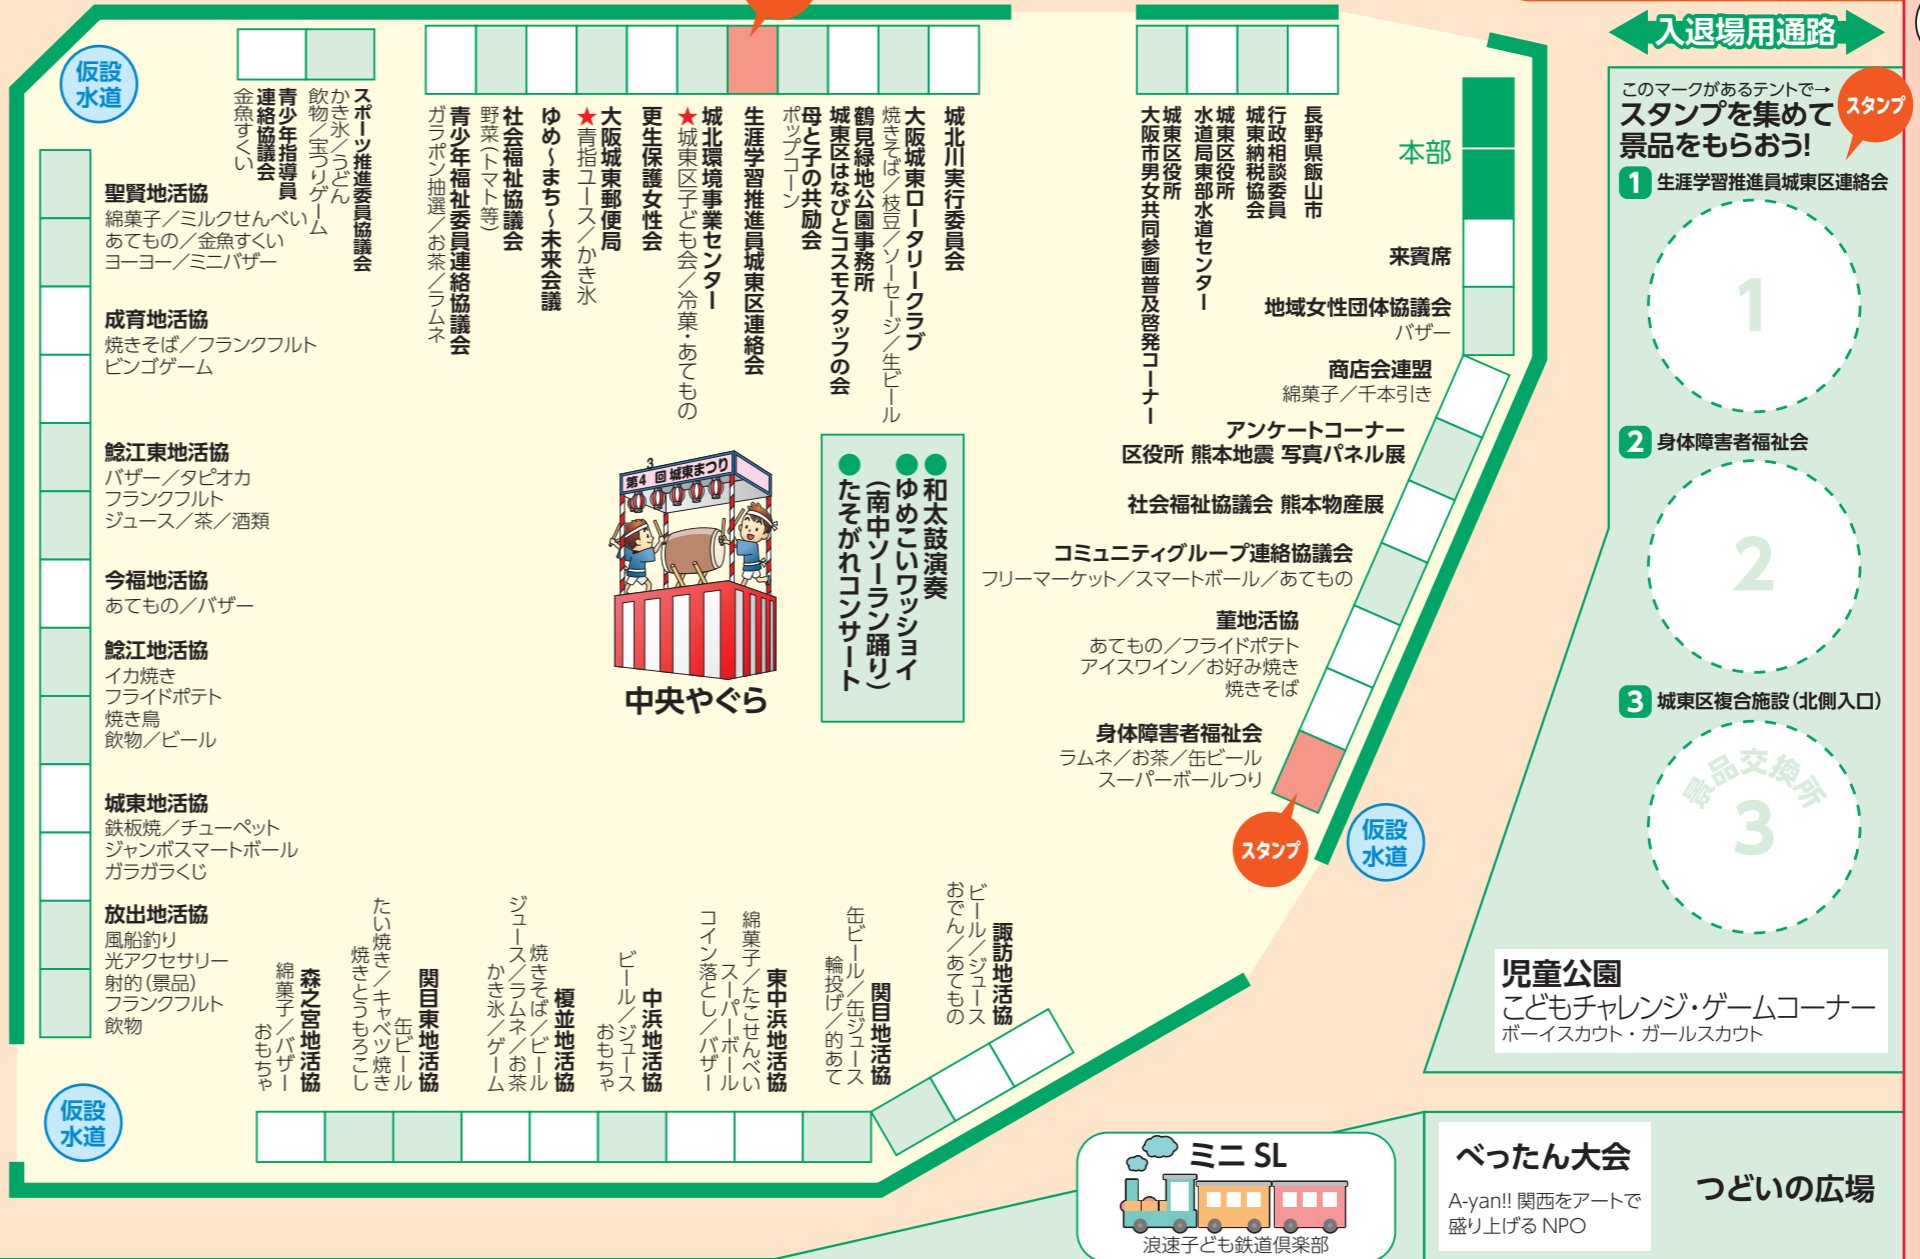 仮設
水道
スポーツ推進委員協議会
かき氷／うどん
飲物／宝つりゲーム
青少年指導員
連絡協議会
金魚すくい
青少年福祉委員連絡協議会
ガラポン抽選／お茶／ラムネ
社会福祉協議会
野菜（トマト等）
ゆめ〜まち〜未来会議
大阪城東郵便局
★青指ユース／かき氷
更生保護女性会
城北環境事業センター
★城東区子ども会／冷菓・あてもの
生涯学習推進員城東区連絡会
母と子の共励会
ポップコーン
鶴見緑地公園事務所
城東区はなびとコスモスタッフの会
大阪城東ロータリークラブ
焼きそば／枝豆／ソーセージ／生ビール
城北川実行委員会
城東区役所
大阪市男女共同参画普及啓発コーナー
城東区役所
水道局東部水道センター
行政相談委員
城東納税協会
長野県飯山市
本部
来賓席
地域女性団体協議会
バザー
商店会連盟
綿菓子／千本引き
アンケートコーナー
区役所 熊本地震 写真パネル展
社会福祉協議会 熊本物産展
コミュニティグループ連絡協議会
フリーマーケット／スマートボール／あてもの
菫地活協
あてもの／フライドポテト
アイスワイン／お好み焼き
焼きそば
身体障害者福祉会
ラムネ／お茶／缶ビール
スーパーボールつり
スタンプ
仮設
水道
聖賢地活協
綿菓子／ミルクせんべい
あてもの／金魚すくい
ヨーヨー／ミニバザー
成育地活協
焼きそば／フランクフルト
ビンゴゲーム
鯰江東地活協
バザー／タピオカ
フランクフルト
ジュース／茶／酒類
今福地活協
あてもの／バザー
鯰江地活協
イカ焼き
フライドポテト
焼き鳥
飲物／ビール
城東地活協
鉄板焼／チューペット
ジャンボスマートボール
ガラガラくじ
放出地活協
風船釣り
光アクセサリー
射的（景品）
フランクフルト
飲物
第4 3 回 城東まつり
中央やぐら
●和太鼓演奏
●ゆめこいワッショイ
（南中ソーラン踊り）
●たそがれコンサート
森之宮地活協
綿菓子／バザー
おもちゃ
関目東地活協
缶ビール
たい焼き／キャベツ焼き
焼きとうもろこし
榎並地活協
焼きそば／ビール
ジュース／ラムネ／お茶
かき氷／ゲーム
中浜地活協
ビール／ジュース
おもちゃ
東中浜地活協
綿菓子／たこせんべい
スーパーボール
コイン落とし／バザー
関目地活協
缶ビール／缶ジュース
輪投げ／的あて
諏訪地活協
ビール／ジュース
おでん／あてもの
仮設
水道
入退場用通路
このマークがあるテントで→
スタンプ
スタンプを集めて
景品をもらおう!
1 生涯学習推進員城東区連絡会
1
2 身体障害者福祉会
2
3 城東区複合施設（北側入口）
景品交換所
3
児童公園
こどもチャレンジ・ゲームコーナー
ボーイスカウト・ガールスカウト
ミニ SL
浪速子ども鉄道倶楽部
べったん大会
A-yan!! 関西をアートで
盛り上げる NPO
つどいの広場